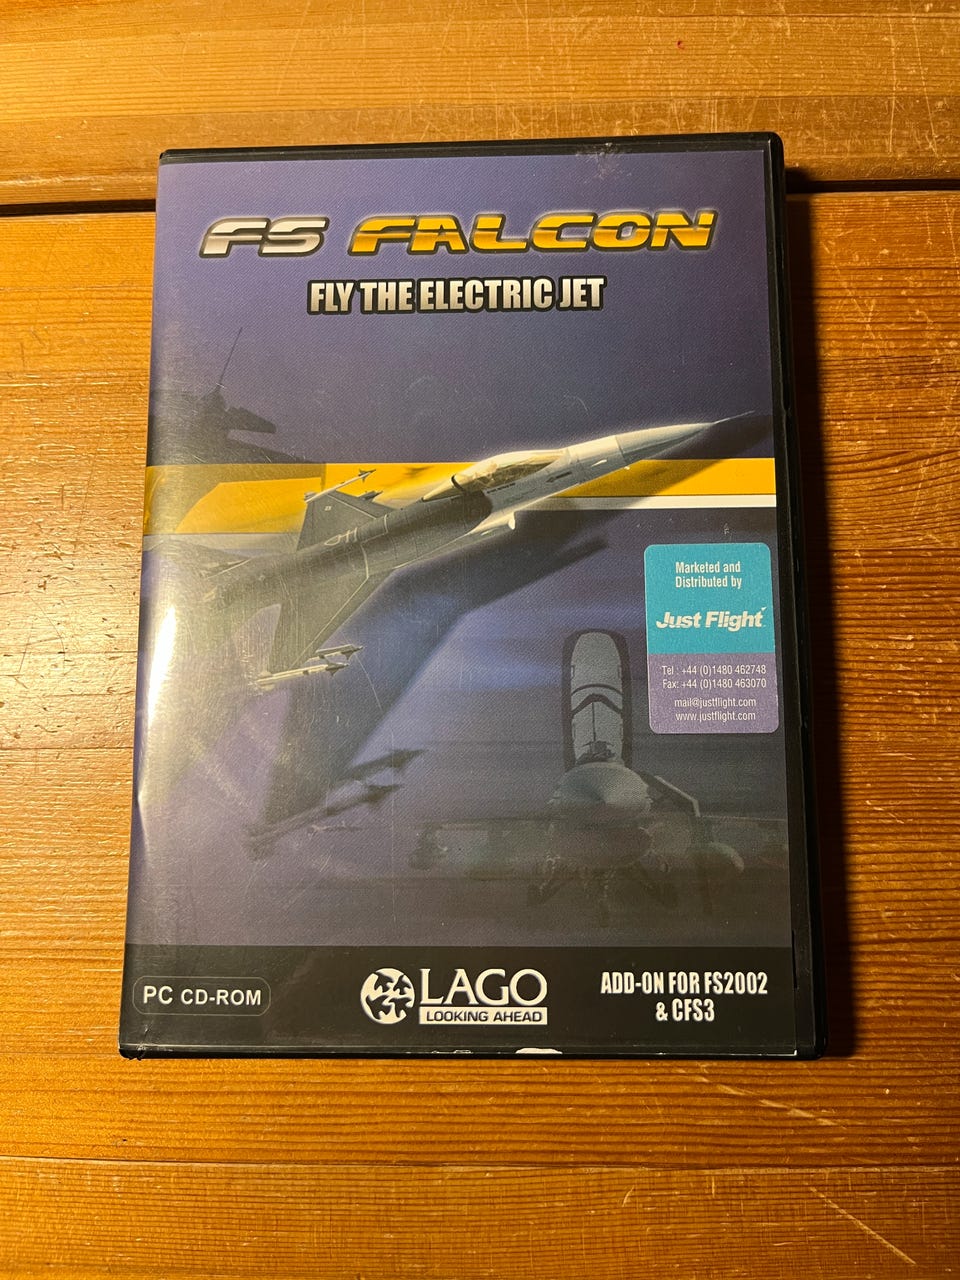 FS FALCON
FLY THE ELECTRIC JET
Marketed and
Distributed by
Just Flight
Tel : +44 (0)1480 462748
Fax: +44 (0)1480 463070
mail@justflight.com
www.justflight.com
PC CD-ROM
LAGO
LOOKING AHEAD
ADD-ON FOR FS2002
& CFS3